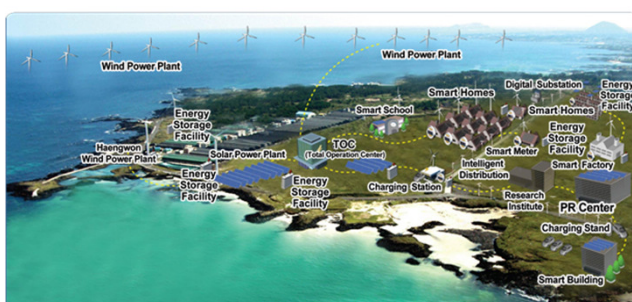 Wind Power Plant
Wind Power Plant
Smart School
Smart Homes
Digital Substation
Energy
Storage
Facility
Smart Homes
Energy
Storage
Facility
Haengwon
Wind Power Plant
Solar Power Plant
TOC
(Total Operation Center)
Smart Meter
Energy
Storage
Facility
Smart Factory
Energy
Storage
Facility
Energy
Storage
Facility
Charging Station
Intelligent
Distribution
Research
Institute
PR Center
Charging Stand
Smart Building